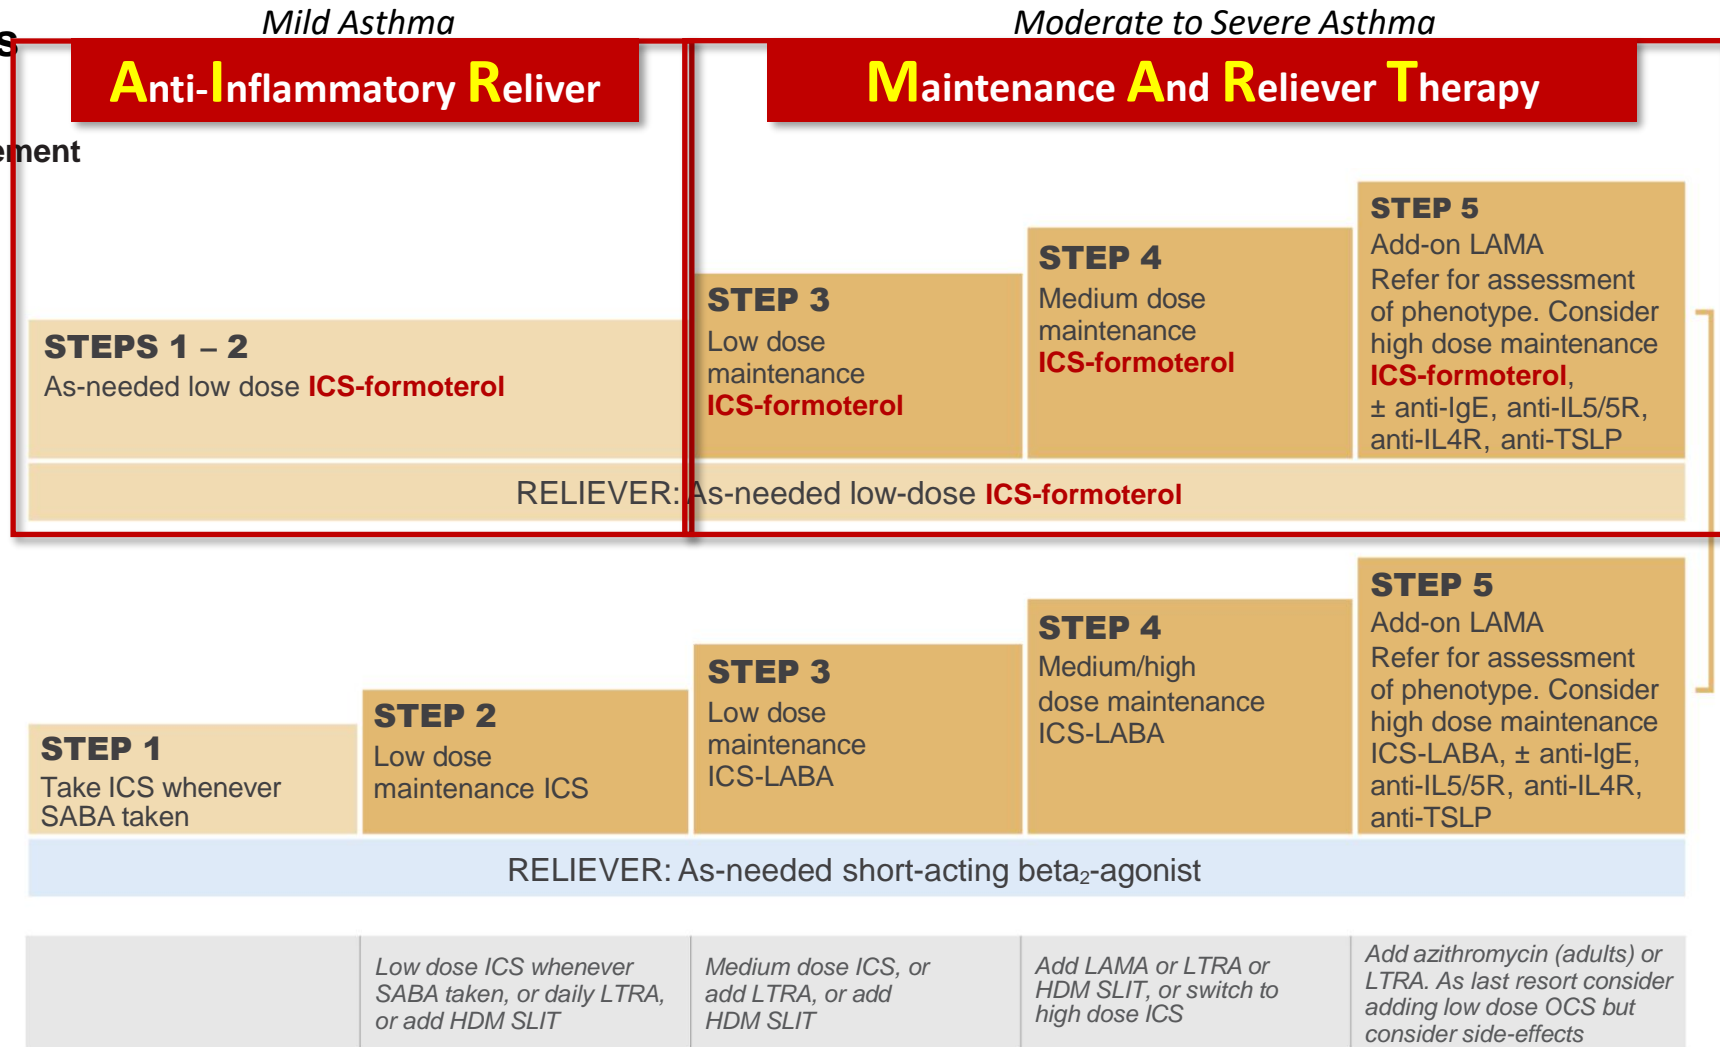 Mild Asthma
Moderate to Severe Asthma
s
Anti-Inflammatory Reliver
Maintenance And Reliever Therapy
ement
STEPS 1 – 2
As-needed low dose ICS-formoterol
STEP 3
Low dose
maintenance
ICS-formoterol
STEP 4
Medium dose
maintenance
ICS-formoterol
STEP 5
Add-on LAMA
Refer for assessment
of phenotype. Consider
high dose maintenance
ICS-formoterol,
± anti-IgE, anti-IL5/5R,
anti-IL4R, anti-TSLP
RELIEVER: As-needed low-dose ICS-formoterol
STEP 1
Take ICS whenever
SABA taken
STEP 2
Low dose
maintenance ICS
STEP 3
Low dose
maintenance
ICS-LABA
STEP 4
Medium/high
dose maintenance
ICS-LABA
STEP 5
Add-on LAMA
Refer for assessment
of phenotype. Consider
high dose maintenance
ICS-LABA, ± anti-IgE,
anti-IL5/5R, anti-IL4R,
anti-TSLP
RELIEVER: As-needed short-acting beta₂-agonist
Low dose ICS whenever
SABA taken, or daily LTRA,
or add HDM SLIT
Medium dose ICS, or
add LTRA, or add
HDM SLIT
Add LAMA or LTRA or
HDM SLIT, or switch to
high dose ICS
Add azithromycin (adults) or
LTRA. As last resort consider
adding low dose OCS but
consider side-effects